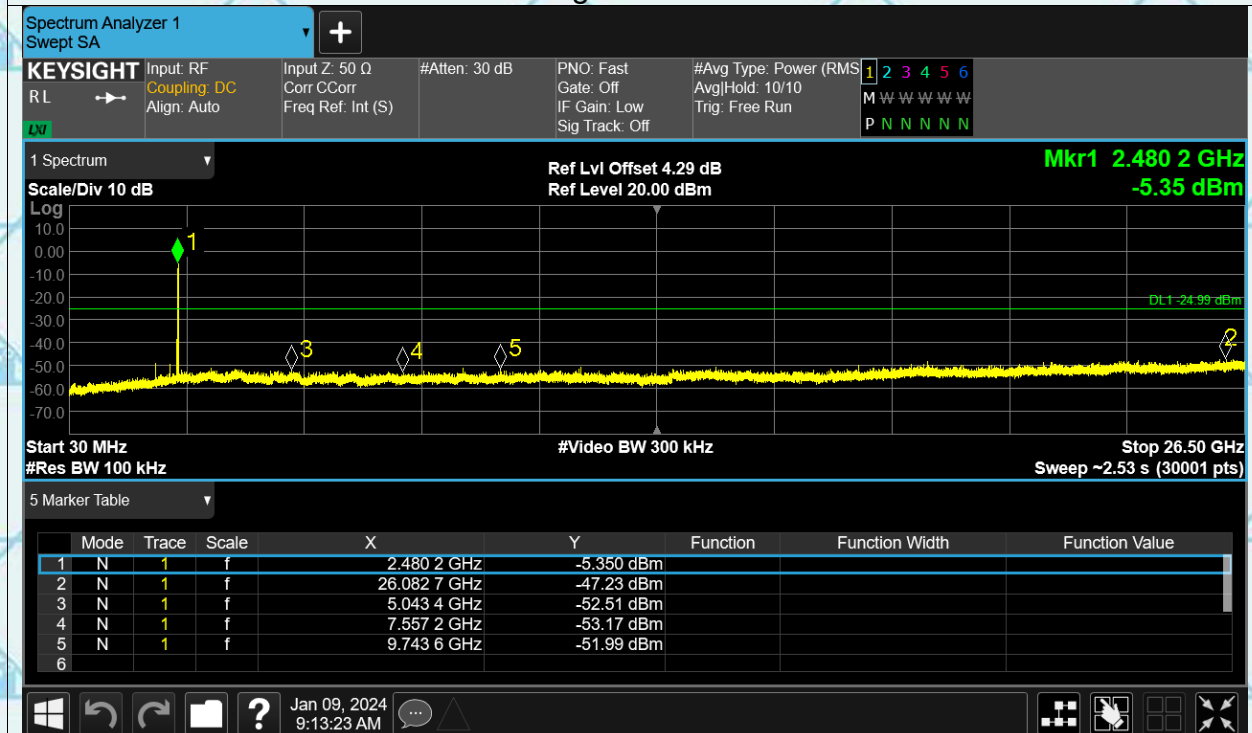 Spectrum Analyzer 1
Swept SA
+
KEYSIGHT
RL
LXI
Input: RF
Coupling: DC
Align: Auto
Input Z: 50 Ω
Corr CCorr
Freq Ref: Int (S)
#Atten: 30 dB
PNO: Fast
Gate: Off
IF Gain: Low
Sig Track: Off
#Avg Type: Power (RMS
Avg|Hold: 10/10
Trig: Free Run
1 2 3 4 5 6
M W W W W W
P N N N N N
1 Spectrum
Scale/Div 10 dB
Ref Lvl Offset 4.29 dB
Ref Level 20.00 dBm
Mkr1 2.480 2 GHz
-5.35 dBm
Log
10.0
0.00
-10.0
-20.0
-30.0
-40.0
-50.0
-60.0
-70.0
1
3
4
5
2
DL1 -24.99 dBm
Start 30 MHz
#Video BW 300 kHz
Stop 26.50 GHz
#Res BW 100 kHz
Sweep ~2.53 s (30001 pts)
5 Marker Table
Mode Trace Scale X Y Function Function Width Function Value
1 N 1 f 2.480 2 GHz -5.350 dBm
2 N 1 f 26.082 7 GHz -47.23 dBm
3 N 1 f 5.043 4 GHz -52.51 dBm
4 N 1 f 7.557 2 GHz -53.17 dBm
5 N 1 f 9.743 6 GHz -51.99 dBm
6
?
Jan 09, 2024
9:13:23 AM